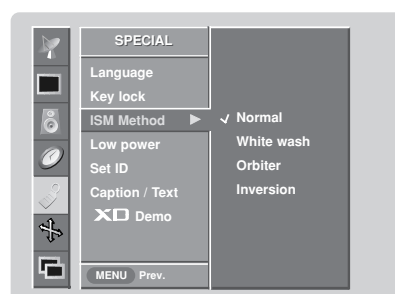 SPECIAL
Language
Key lock
ISM Method
Low power
Set ID
Caption / Text
XD Demo
MENU Prev.
Normal
White wash
Orbiter
Inversion